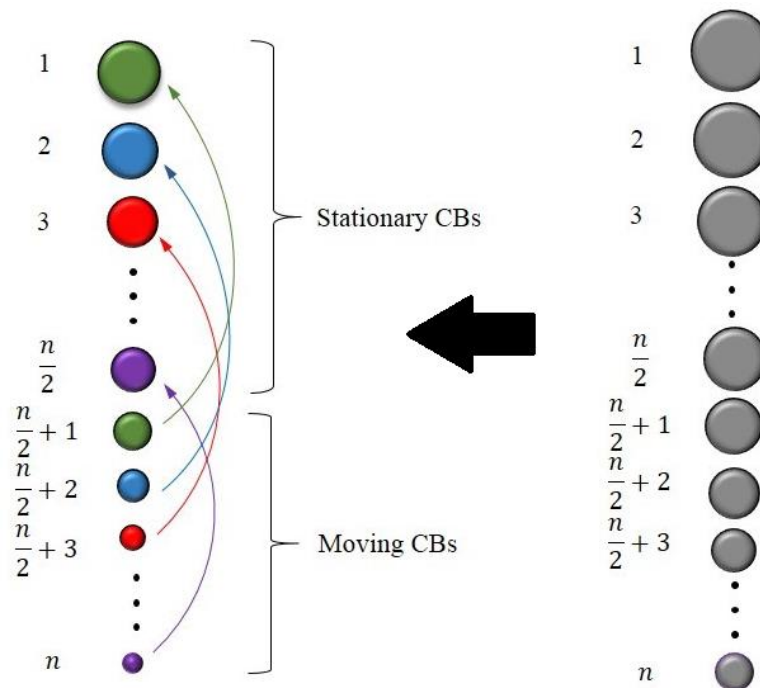 1
2
3
n/2
n/2 + 1
n/2 + 2
n/2 + 3
n
Stationary CBs
Moving CBs
1
2
3
n/2
n/2 + 1
n/2 + 2
n/2 + 3
n